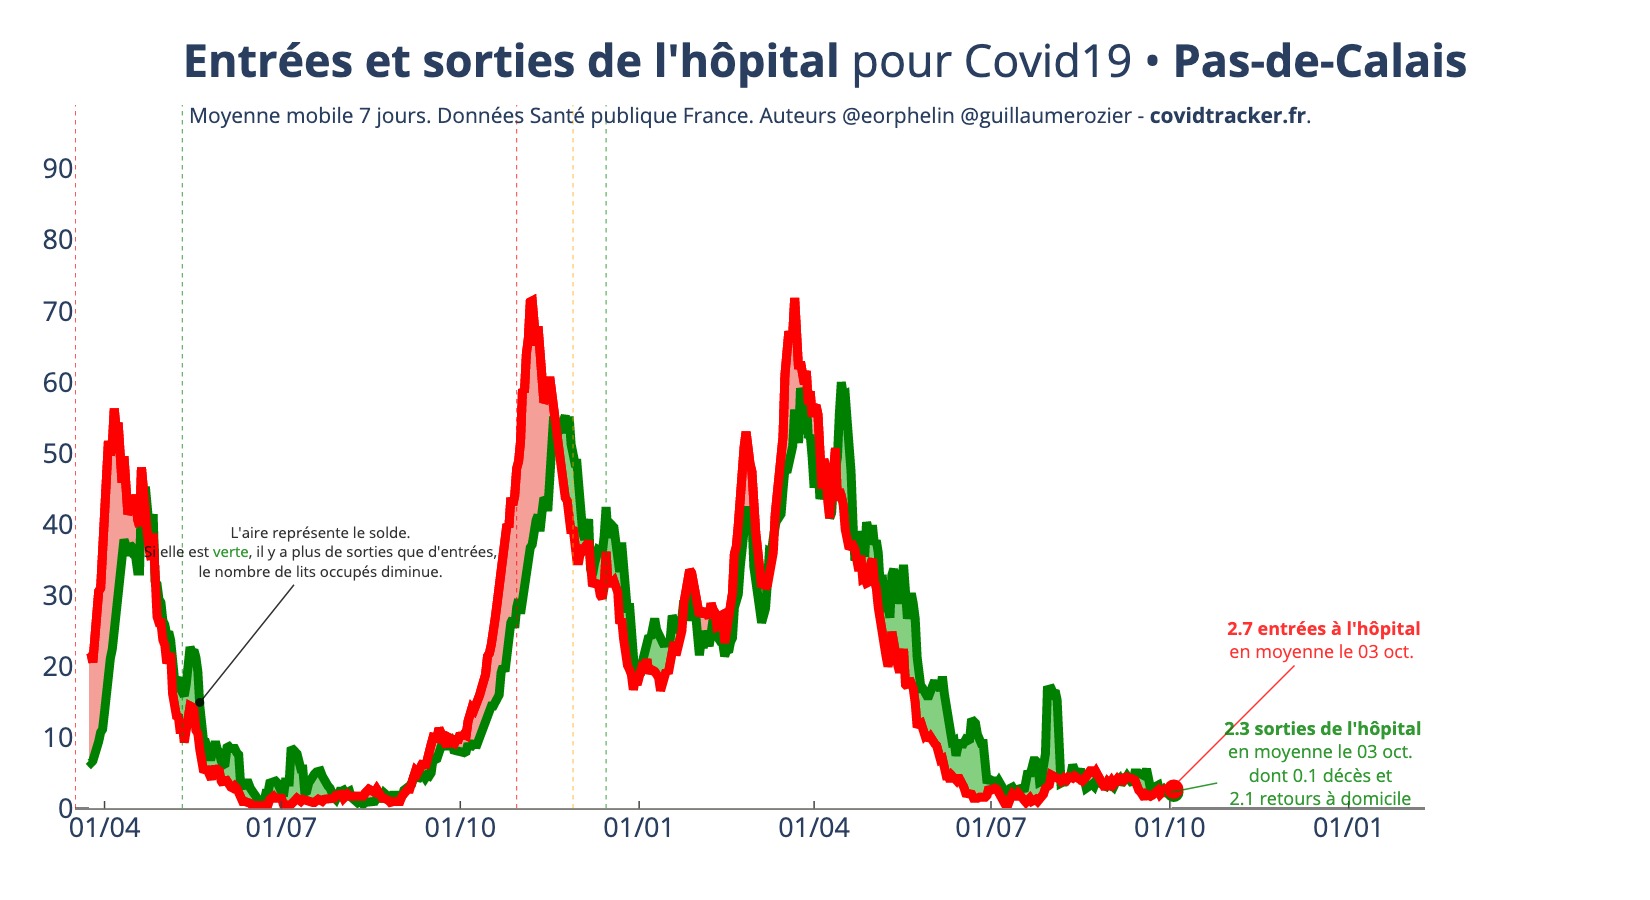 Entrées et sorties de l'hôpital pour Covid19 • Pas-de-Calais
Moyenne mobile 7 jours. Données Santé publique France. Auteurs @eorphelin @guillaumerozier - covidtracker.fr.
90
80
70
60
50
40
30
20
10
0
L'aire représente le solde.
Si elle est verte, il y a plus de sorties que d'entrées,
le nombre de lits occupés diminue.
2.7 entrées à l'hôpital
en moyenne le 03 oct.
2.3 sorties de l'hôpital
en moyenne le 03 oct.
dont 0.1 décès et
2.1 retours à domicile
01/04 01/07 01/10 01/01 01/04 01/07 01/10 01/01